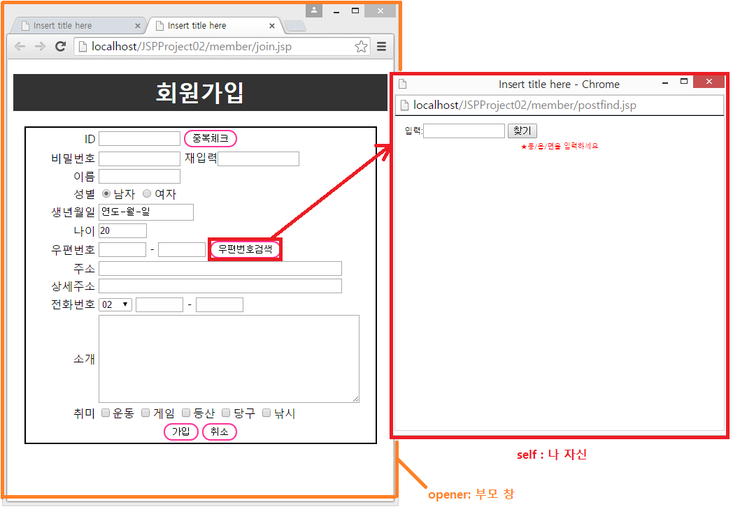 Insert title here
Insert title here
localhost/JSPProject02/member/join.jsp
회원가입
ID 중복체크
비밀번호 재입력
이름
성별 남자 여자
생년월일 연도-월-일
나이 20
우편번호 - 우편번호검색
주소
상세주소
전화번호 02 -
소개
취미 운동 게임 등산 당구 낚시
가입 취소
Insert title here - Chrome
localhost/JSPProject02/member/postfind.jsp
입력: 찾기
★동/읍/면을 입력하세요
self : 나 자신
opener: 부모 창